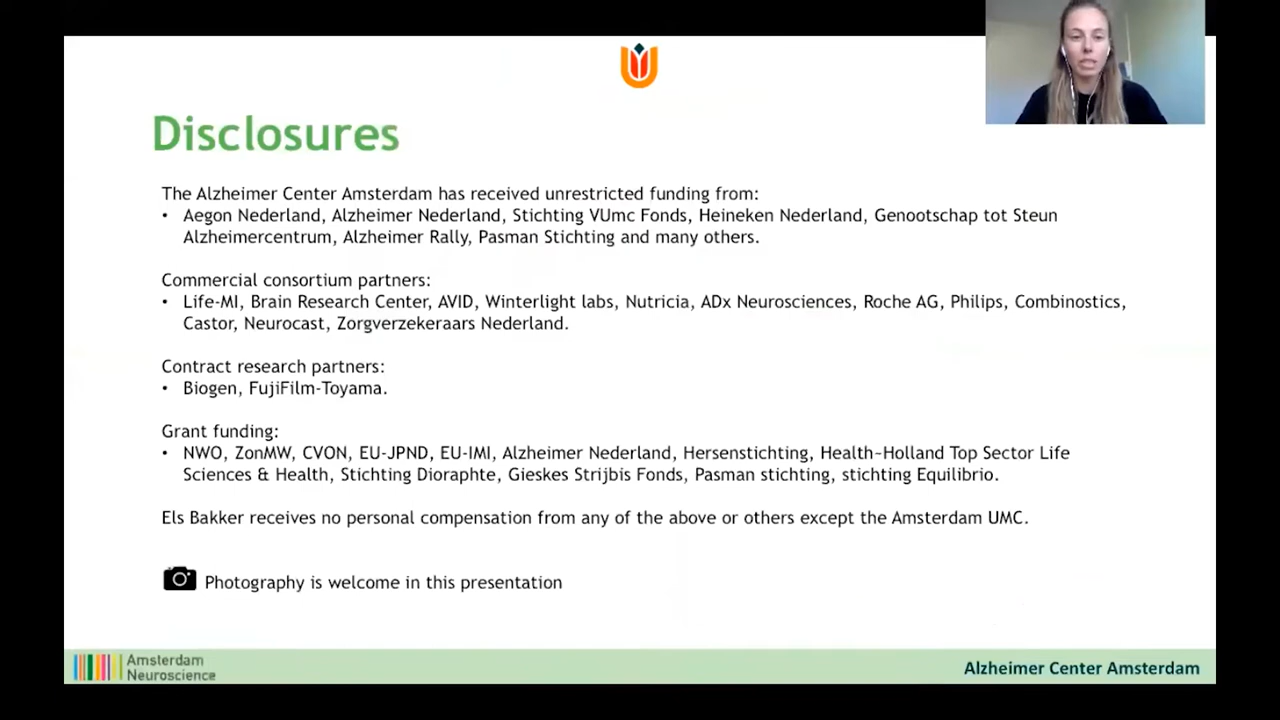 Disclosures
The Alzheimer Center Amsterdam has received unrestricted funding from:
• Aegon Nederland, Alzheimer Nederland, Stichting VUmc Fonds, Heineken Nederland, Genootschap tot Steun
Alzheimercentrum, Alzheimer Rally, Pasman Stichting and many others.
Commercial consortium partners:
• Life-MI, Brain Research Center, AVID, Winterlight labs, Nutricia, ADx Neurosciences, Roche AG, Philips, Combinostics,
Castor, Neurocast, Zorgverzekeraars Nederland.
Contract research partners:
• Biogen, FujiFilm-Toyama.
Grant funding:
• NWO, ZonMW, CVON, EU-JPND, EU-IMI, Alzheimer Nederland, Hersenstichting, Health~Holland Top Sector Life
Sciences & Health, Stichting Dioraphte, Gieskes Strijbis Fonds, Pasman stichting, stichting Equilibrio.
Els Bakker receives no personal compensation from any of the above or others except the Amsterdam UMC.
Photography is welcome in this presentation
Amsterdam
Neuroscience
Alzheimer Center Amsterdam